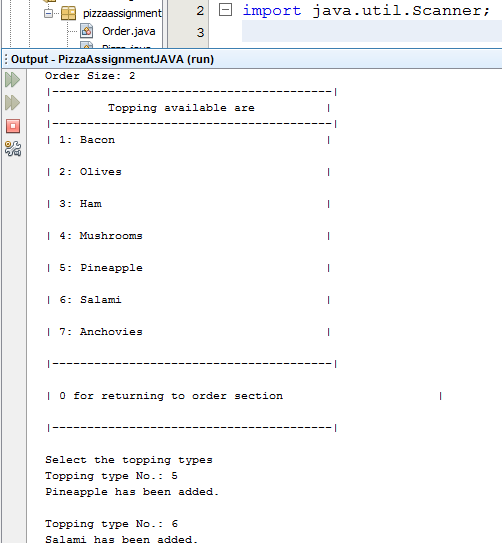 pizzaassignment
Order.java
Pizza.java
2 import java.util.Scanner;
3
Output - PizzaAssignmentJAVA (run)
Order Size: 2
|----------------------------------------|
| Topping available are |
|----------------------------------------|
| 1: Bacon |
| 2: Olives |
| 3: Ham |
| 4: Mushrooms |
| 5: Pineapple |
| 6: Salami |
| 7: Anchovies |
|----------------------------------------|
| 0 for returning to order section |
|----------------------------------------|
Select the topping types
Topping type No.: 5
Pineapple has been added.
Topping type No.: 6
Salami has been added.